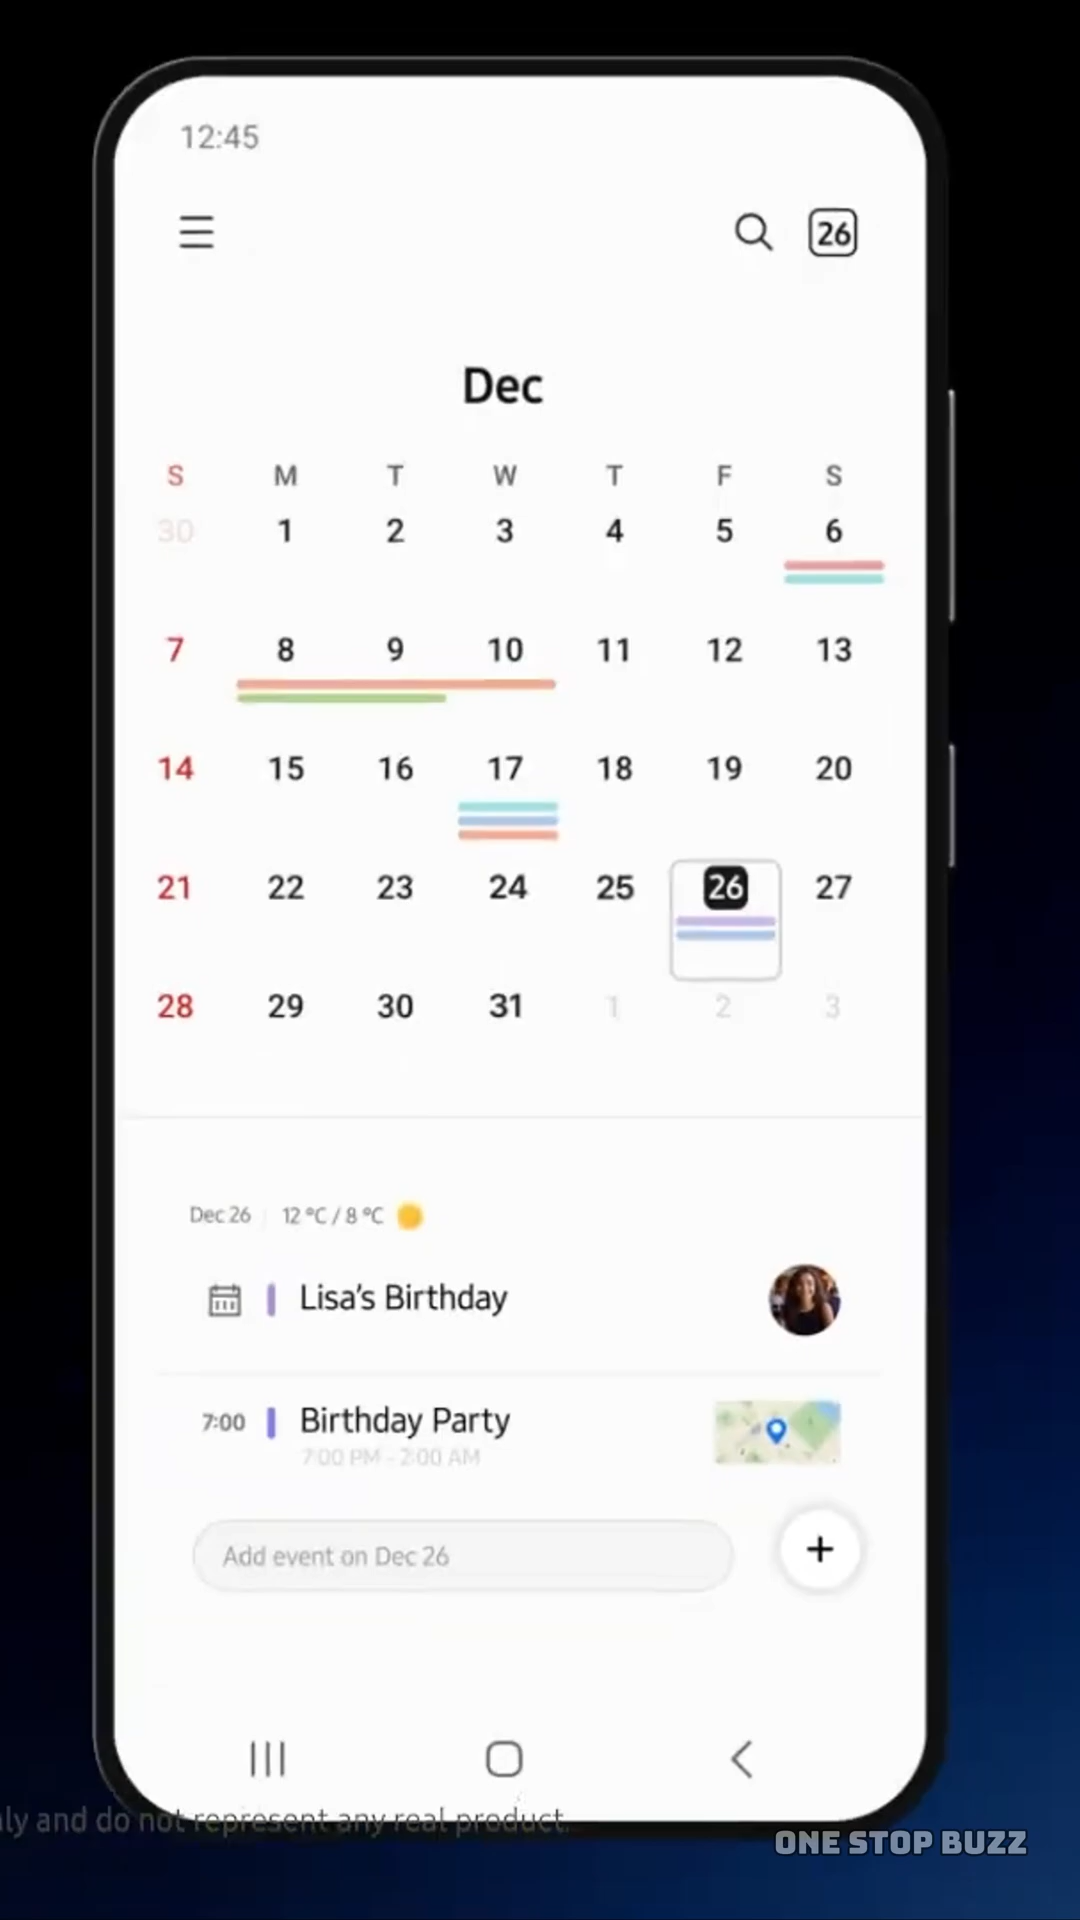 12:45
26
Dec
S M T W T F S
30 1 2 3 4 5 6
7 8 9 10 11 12 13
14 15 16 17 18 19 20
21 22 23 24 25 26 27
28 29 30 31 1 2 3
Dec 26 12 °C / 8 °C
Lisa's Birthday
7:00 Birthday Party
7:00 PM - 2:00 AM
Add event on Dec 26
and do not represent any real product.
ONE STOP BUZZ